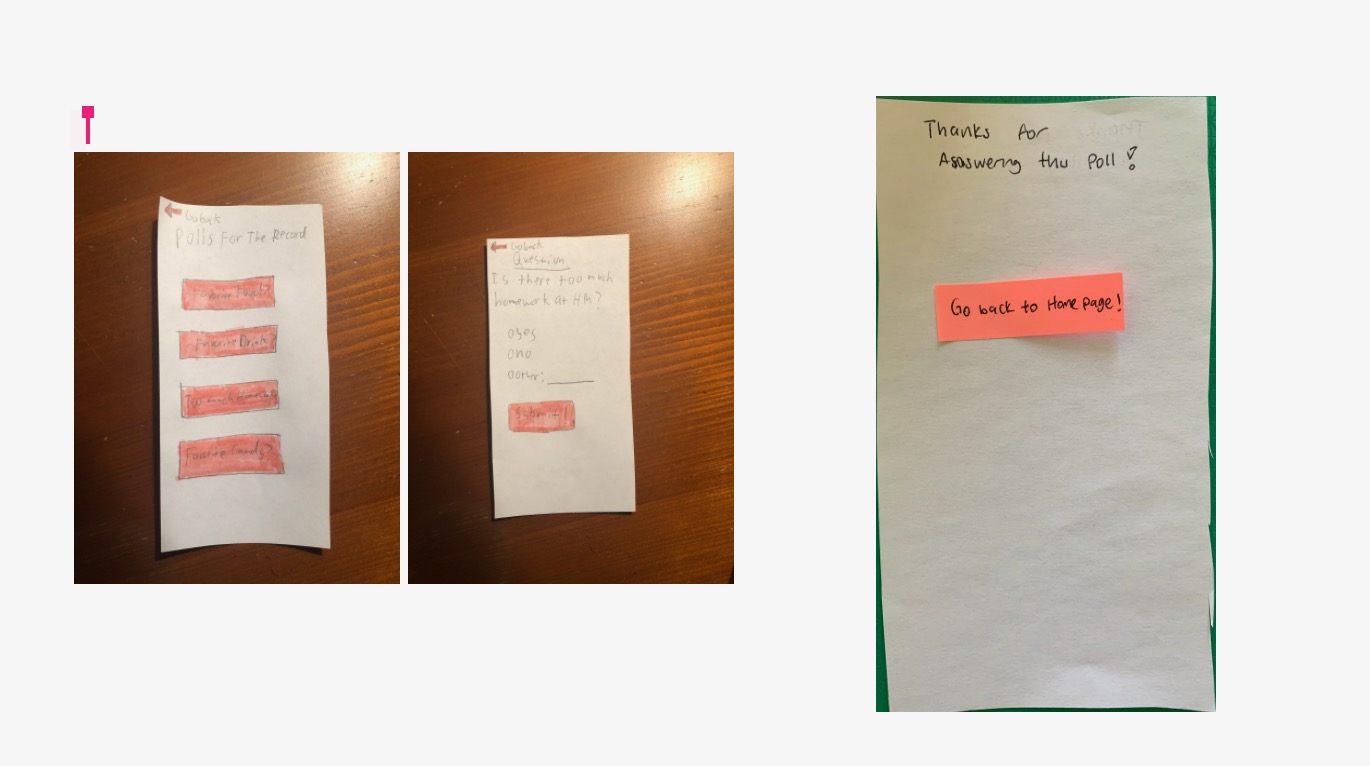 Go back
Polls For The Record
Favorite Food?
Favorite Drink?
Too much Homework
Favorite Candy?
Go back
Question
Is there too much
homework at HM?
yes
no
other: ______
Submit!
Thanks for
Asaswering the Poll!
Go back to Home page!